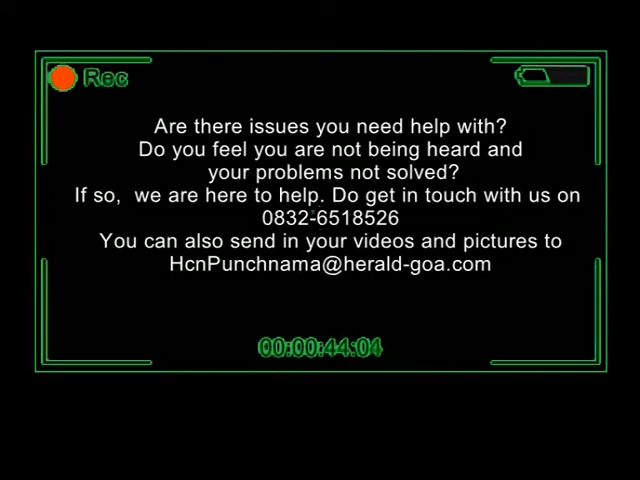 Rec
Are there issues you need help with?
Do you feel you are not being heard and
your problems not solved?
If so,  we are here to help. Do get in touch with us on
0832-6518526
You can also send in your videos and pictures to
HcnPunchnama@herald-goa.com
00:00:44:04